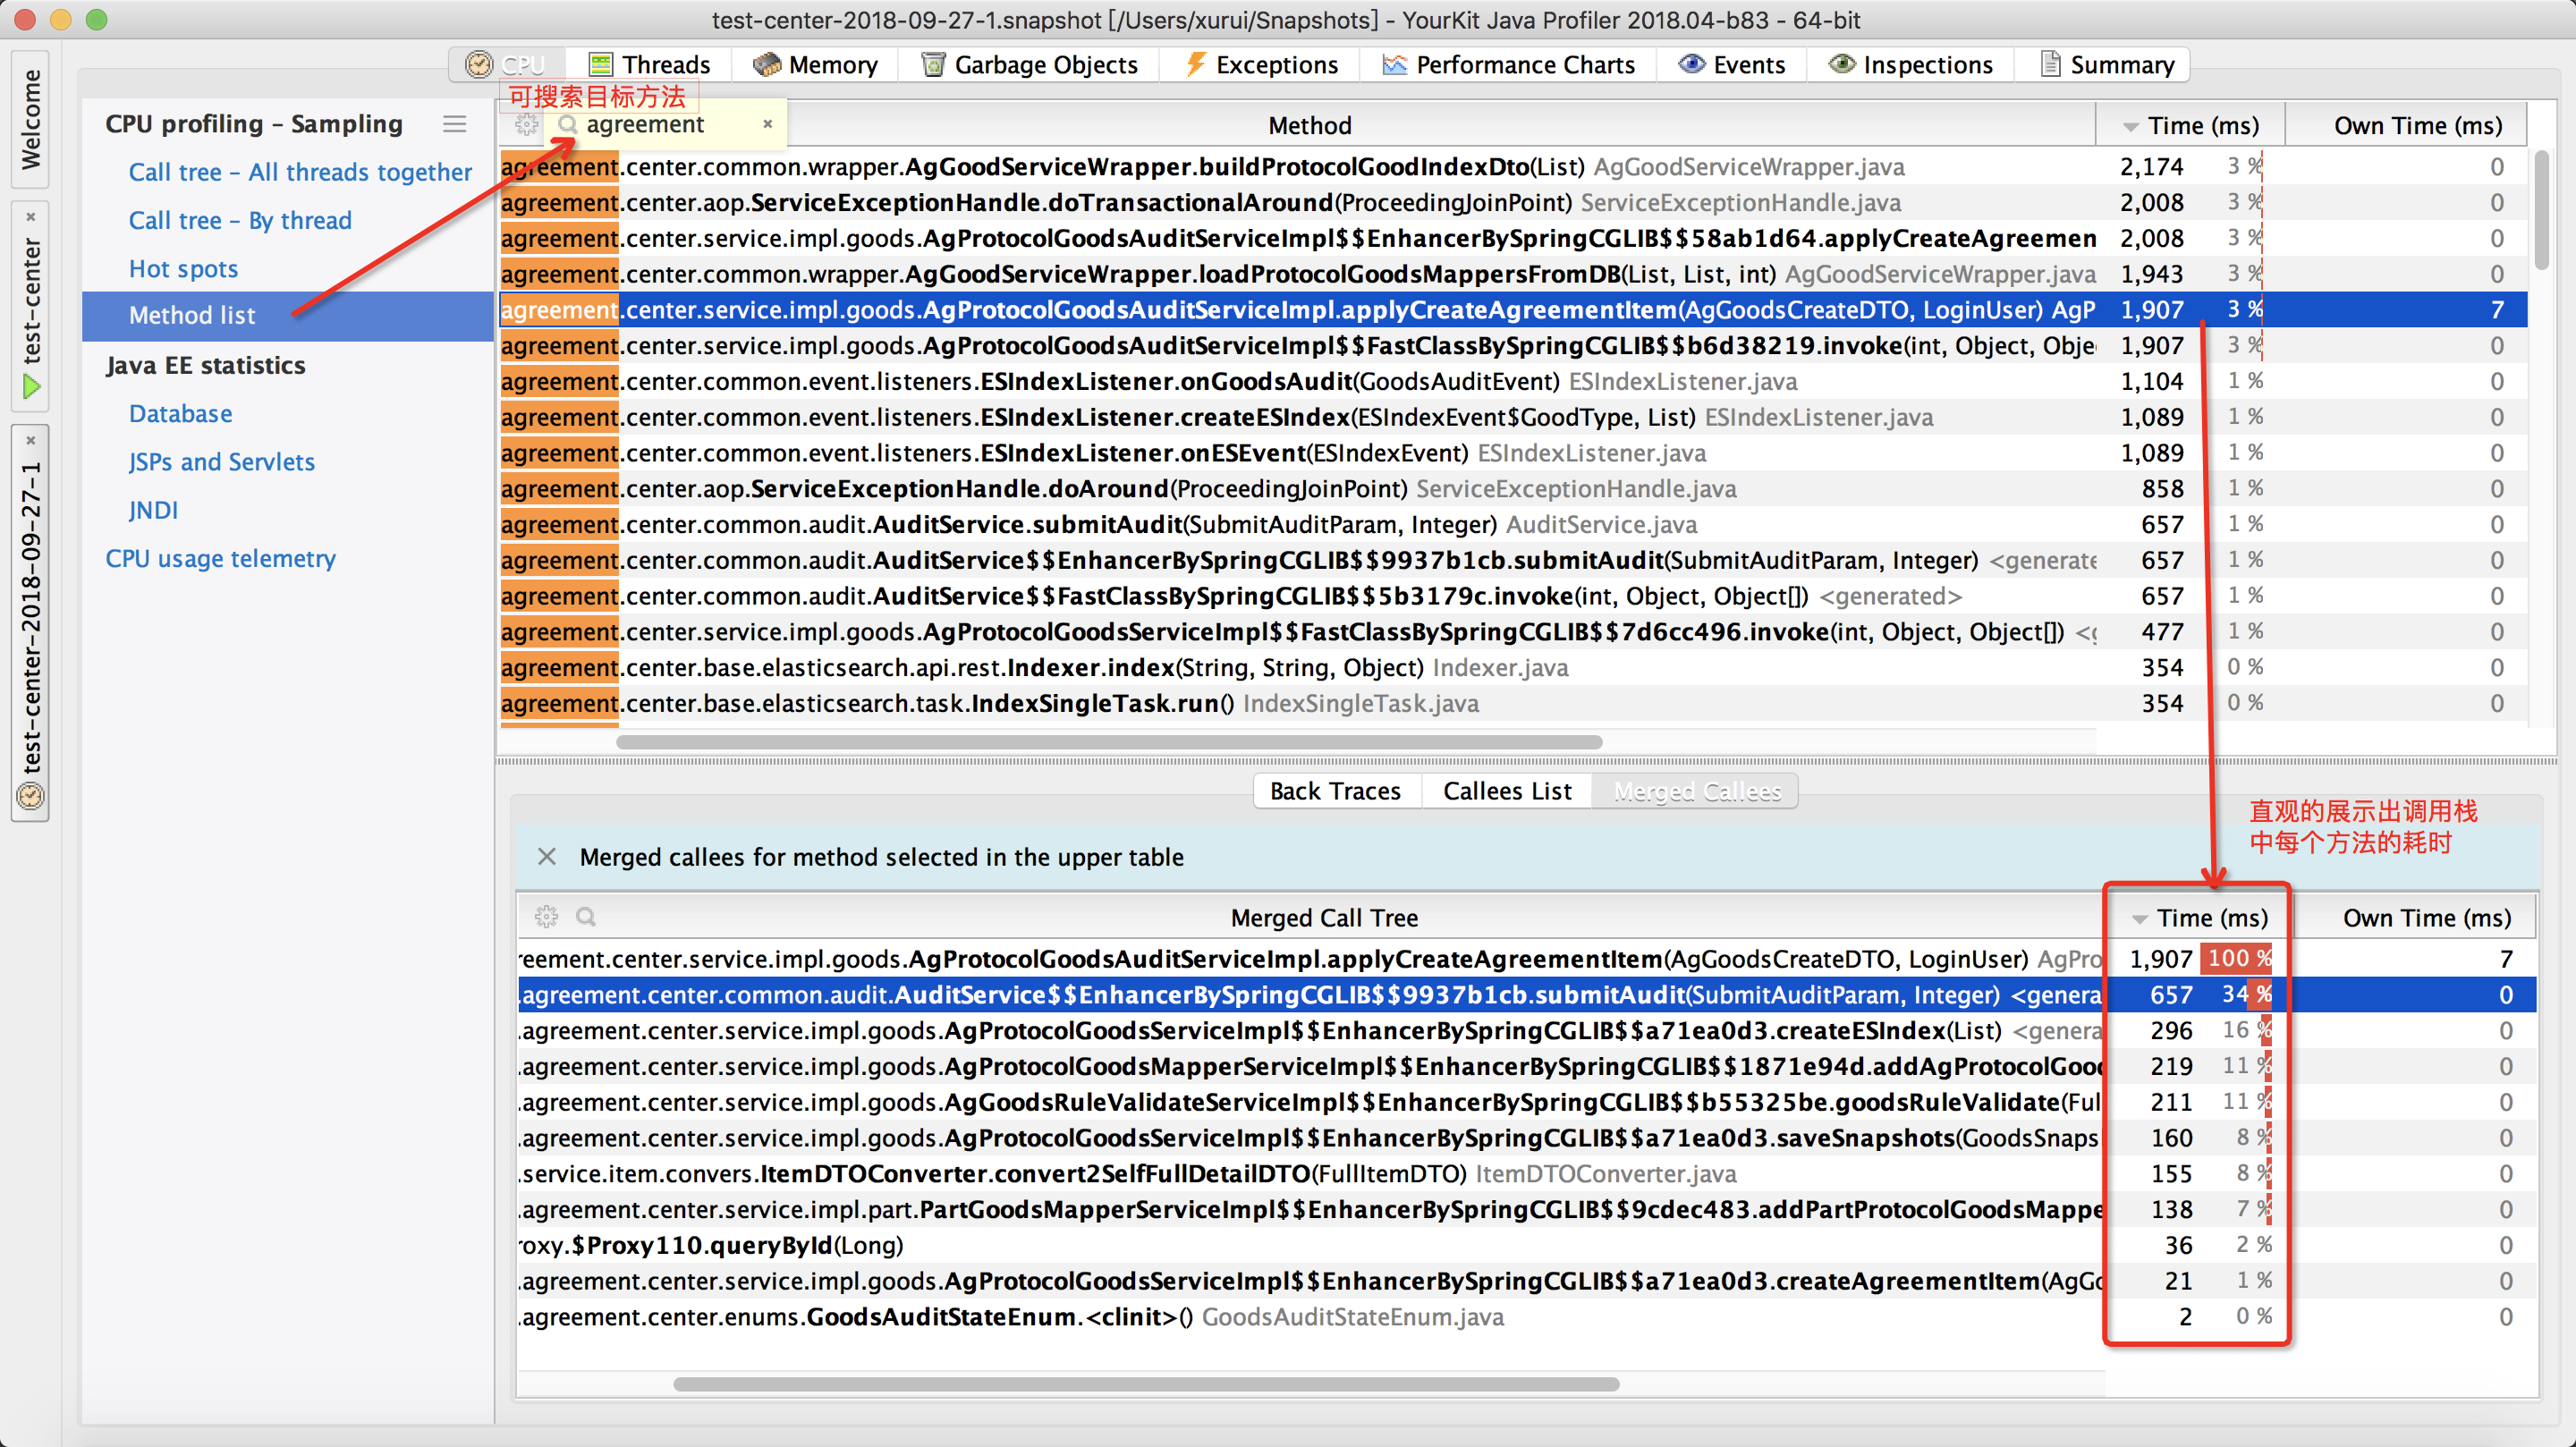 test-center-2018-09-27-1.snapshot [/Users/xurui/Snapshots] - YourKit Java Profiler 2018.04-b83 - 64-bit
Welcome
test-center
test-center-2018-09-27-1
CPU Threads Memory Garbage Objects Exceptions Performance Charts Events Inspections Summary
可搜索目标方法
CPU profiling – Sampling
Call tree – All threads together
Call tree – By thread
Hot spots
Method list
Java EE statistics
Database
JSPs and Servlets
JNDI
CPU usage telemetry
agreement
Method Time (ms) Own Time (ms)
agreement.center.common.wrapper.AgGoodServiceWrapper.buildProtocolGoodIndexDto(List) AgGoodServiceWrapper.java 2,174 3 % 0
agreement.center.aop.ServiceExceptionHandle.doTransactionalAround(ProceedingJoinPoint) ServiceExceptionHandle.java 2,008 3 % 0
agreement.center.service.impl.goods.AgProtocolGoodsAuditServiceImpl$$EnhancerBySpringCGLIB$$58ab1d64.applyCreateAgreemen 2,008 3 % 0
agreement.center.common.wrapper.AgGoodServiceWrapper.loadProtocolGoodsMappersFromDB(List, List, int) AgGoodServiceWrapper.java 1,943 3 % 0
agreement.center.service.impl.goods.AgProtocolGoodsAuditServiceImpl.applyCreateAgreementItem(AgGoodsCreateDTO, LoginUser) AgP 1,907 3 % 7
agreement.center.service.impl.goods.AgProtocolGoodsAuditServiceImpl$$FastClassBySpringCGLIB$$b6d38219.invoke(int, Object, Obje 1,907 3 % 0
agreement.center.common.event.listeners.ESIndexListener.onGoodsAudit(GoodsAuditEvent) ESIndexListener.java 1,104 1 % 0
agreement.center.common.event.listeners.ESIndexListener.createESIndex(ESIndexEvent$GoodType, List) ESIndexListener.java 1,089 1 % 0
agreement.center.common.event.listeners.ESIndexListener.onESEvent(ESIndexEvent) ESIndexListener.java 1,089 1 % 0
agreement.center.aop.ServiceExceptionHandle.doAround(ProceedingJoinPoint) ServiceExceptionHandle.java 858 1 % 0
agreement.center.common.audit.AuditService.submitAudit(SubmitAuditParam, Integer) AuditService.java 657 1 % 0
agreement.center.common.audit.AuditService$$EnhancerBySpringCGLIB$$9937b1cb.submitAudit(SubmitAuditParam, Integer) <generate 657 1 % 0
agreement.center.common.audit.AuditService$$FastClassBySpringCGLIB$$5b3179c.invoke(int, Object, Object[]) <generated> 657 1 % 0
agreement.center.service.impl.goods.AgProtocolGoodsServiceImpl$$FastClassBySpringCGLIB$$7d6cc496.invoke(int, Object, Object[]) <g 477 1 % 0
agreement.center.base.elasticsearch.api.rest.Indexer.index(String, String, Object) Indexer.java 354 0 % 0
agreement.center.base.elasticsearch.task.IndexSingleTask.run() IndexSingleTask.java 354 0 % 0
Back Traces Callees List Merged Callees
直观的展示出调用栈
中每个方法的耗时
Merged callees for method selected in the upper table
Merged Call Tree Time (ms) Own Time (ms)
reement.center.service.impl.goods.AgProtocolGoodsAuditServiceImpl.applyCreateAgreementItem(AgGoodsCreateDTO, LoginUser) AgPro 1,907 100 % 7
.agreement.center.common.audit.AuditService$$EnhancerBySpringCGLIB$$9937b1cb.submitAudit(SubmitAuditParam, Integer) <genera 657 34 % 0
.agreement.center.service.impl.goods.AgProtocolGoodsServiceImpl$$EnhancerBySpringCGLIB$$a71ea0d3.createESIndex(List) <genera 296 16 % 0
.agreement.center.service.impl.goods.AgProtocolGoodsMapperServiceImpl$$EnhancerBySpringCGLIB$$1871e94d.addAgProtocolGood 219 11 % 0
.agreement.center.service.impl.goods.AgGoodsRuleValidateServiceImpl$$EnhancerBySpringCGLIB$$b55325be.goodsRuleValidate(Ful 211 11 % 0
.agreement.center.service.impl.goods.AgProtocolGoodsServiceImpl$$EnhancerBySpringCGLIB$$a71ea0d3.saveSnapshots(GoodsSnaps 160 8 % 0
.service.item.convers.ItemDTOConverter.convert2SelfFullDetailDTO(FullItemDTO) ItemDTOConverter.java 155 8 % 0
.agreement.center.service.impl.part.PartGoodsMapperServiceImpl$$EnhancerBySpringCGLIB$$9cdec483.addPartProtocolGoodsMappe 138 7 % 0
roxy.$Proxy110.queryById(Long) 36 2 % 0
.agreement.center.service.impl.goods.AgProtocolGoodsServiceImpl$$EnhancerBySpringCGLIB$$a71ea0d3.createAgreementItem(AgGo 21 1 % 0
.agreement.center.enums.GoodsAuditStateEnum.<clinit>() GoodsAuditStateEnum.java 2 0 % 0